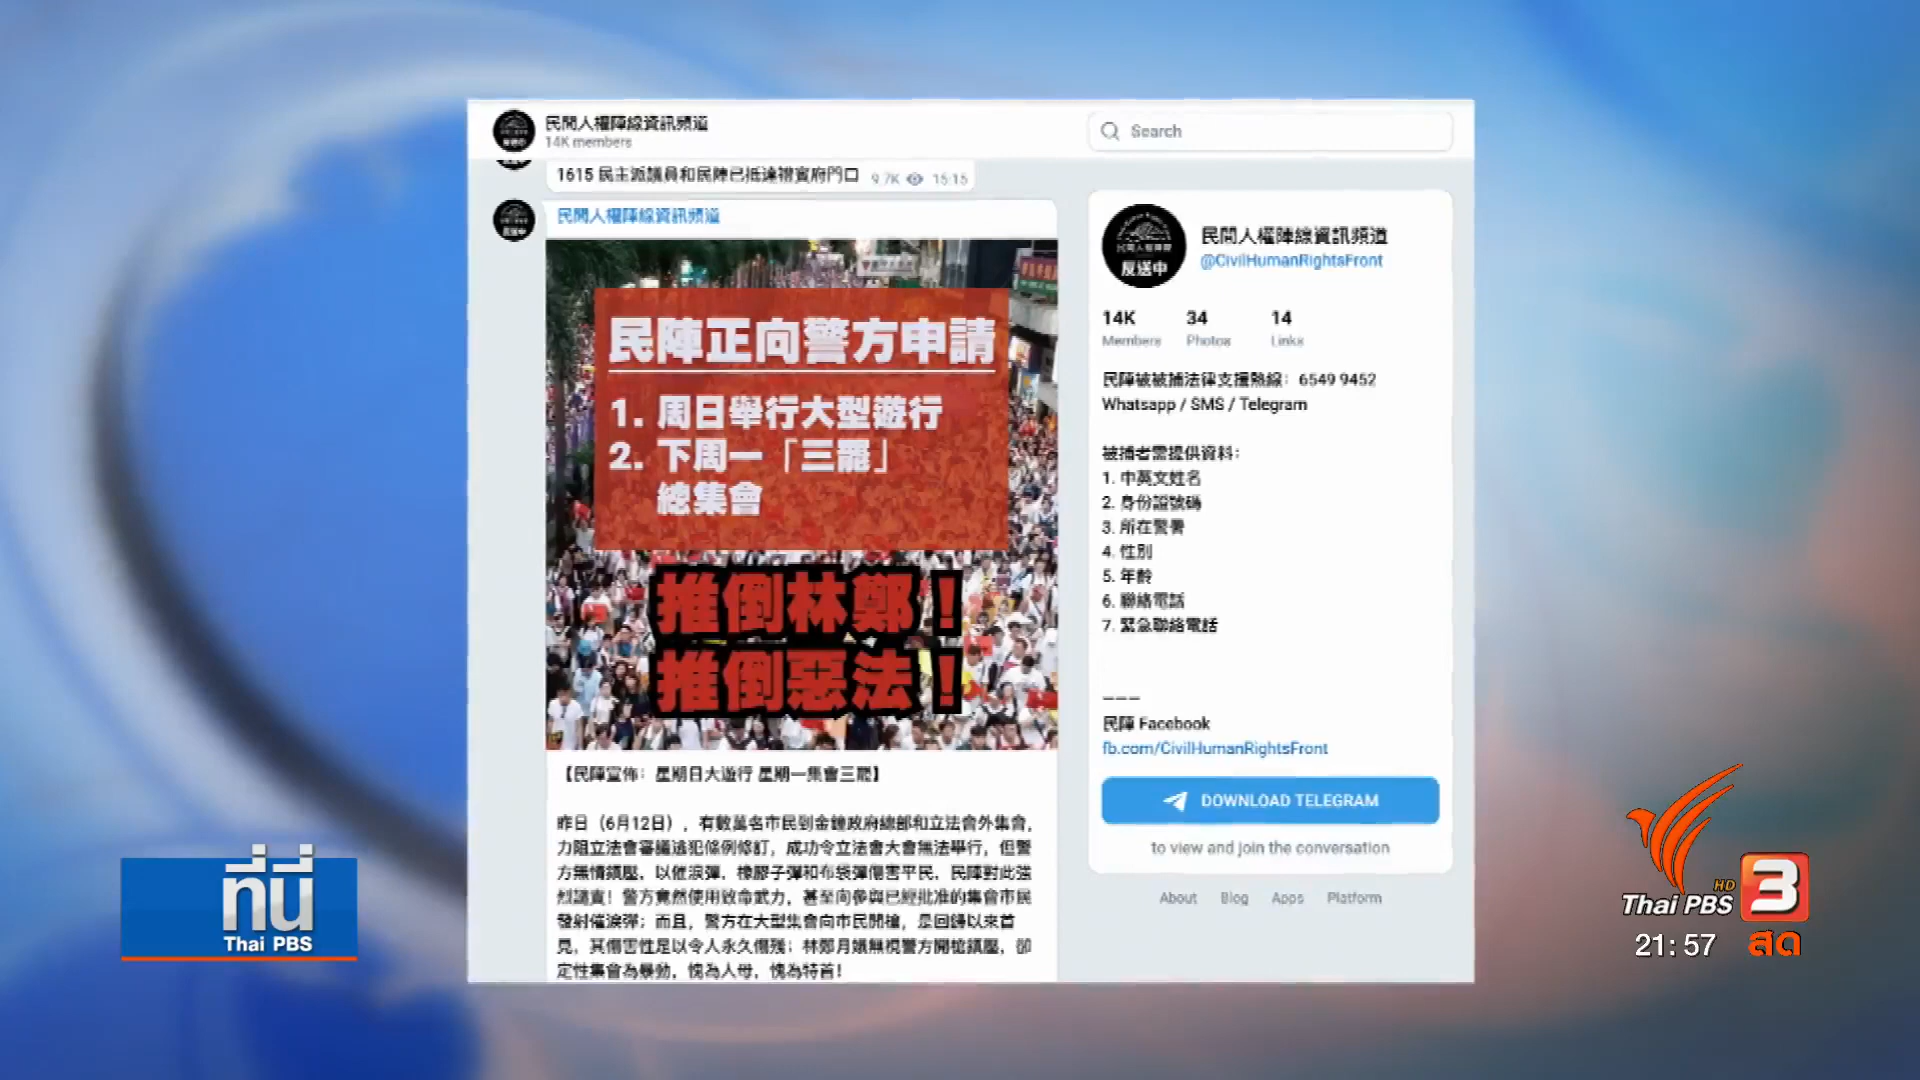 民間人權陣線資訊頻道
14K members
Search
1615 民主派議員和民陣已抵達禮賓府門口 9.7K 15:15
民間人權陣線資訊頻道
民陣正向警方申請
1. 周日舉行大型遊行
2. 下周一「三罷」
總集會
推倒林鄭！
推倒惡法！
【民陣宣佈：星期日大遊行 星期一集會三罷】
昨日（6月12日），有數萬名市民到金鐘政府總部和立法會外集會，
力阻立法會審議逃犯條例修訂，成功令立法會大會無法舉行，但警
方無情鎮壓，以催淚彈，橡膠子彈和布袋彈傷害平民，民陣對此強
烈譴責！警方竟然使用致命武力，甚至向參與已經批准的集會市民
發射催淚彈；而且，警方在大型集會向市民開槍，是回歸以來首
見，其傷害性足以令人永久傷殘；林鄭月娥無視警方開槍鎮壓，卻
定性集會為暴動，愧為人母，愧為特首！
民間人權陣線資訊頻道
@CivilHumanRightsFront
反送中
14K 34 14
Members Photos Links
民陣被被捕法律支援熱線：6549 9452
Whatsapp / SMS / Telegram
被捕者需提供資料：
1. 中英文姓名
2. 身份證號碼
3. 所在警署
4. 性別
5. 年齡
6. 聯絡電話
7. 緊急聯絡電話
———
民陣 Facebook
fb.com/CivilHumanRightsFront
DOWNLOAD TELEGRAM
to view and join the conversation
About Blog Apps Platform
ที่นี่
Thai PBS
HD
Thai PBS 3
21:57 สด